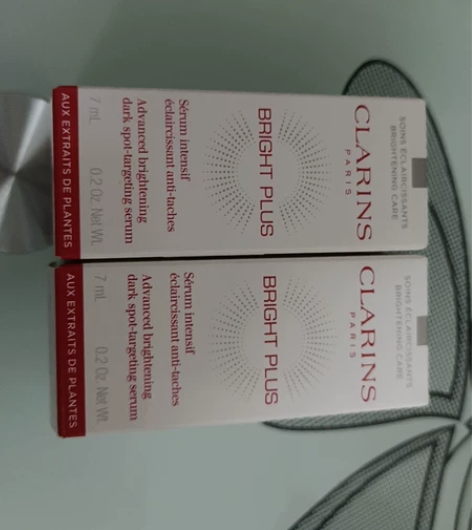 SOINS ÉCLAIRCISSANTS
BRIGHTENING CARE
CLARINS
PARIS
BRIGHT PLUS
Sérum intensif
éclaircissant anti-taches
Advanced brightening
dark spot-targeting serum
7 mL 0.2 Oz. Net Wt.
AUX EXTRAITS DE PLANTES
SOINS ÉCLAIRCISSANTS
BRIGHTENING CARE
CLARINS
PARIS
BRIGHT PLUS
Sérum intensif
éclaircissant anti-taches
Advanced brightening
dark spot-targeting serum
7 mL 0.2 Oz. Net Wt.
AUX EXTRAITS DE PLANTES